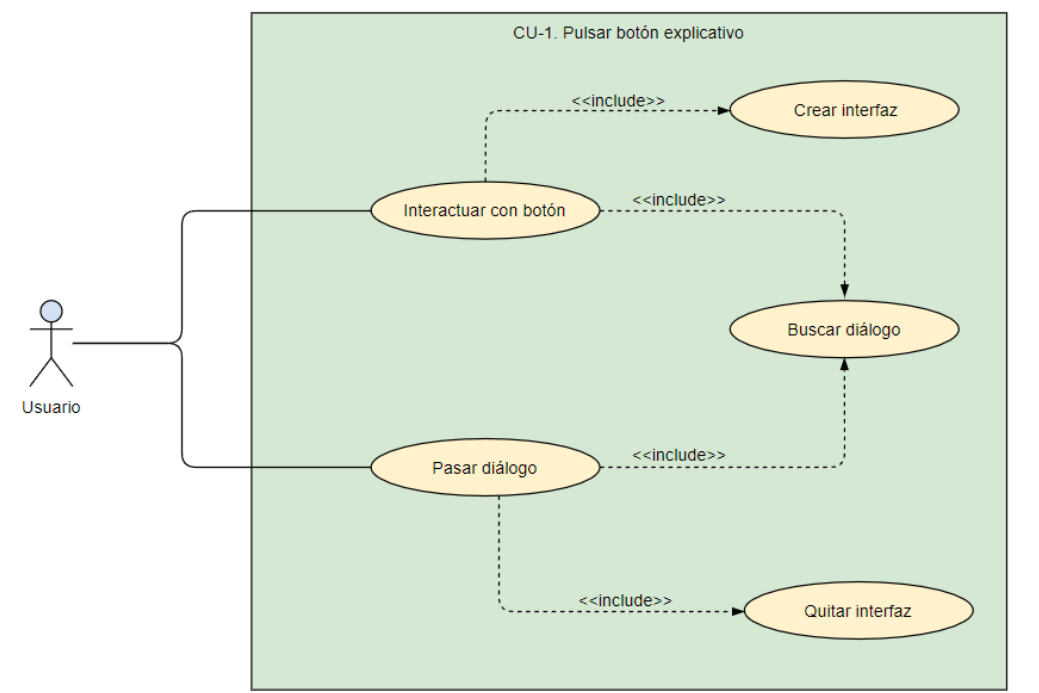 CU-1. Pulsar botón explicativo
<<include>>
Crear interfaz
<<include>>
Interactuar con botón
Buscar diálogo
Usuario
<<include>>
Pasar diálogo
<<include>>
Quitar interfaz